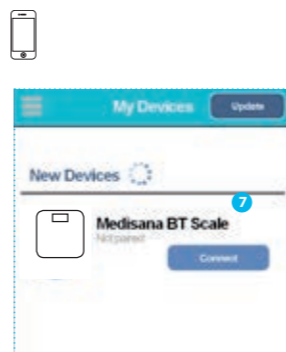 My Devices Update
New Devices
7
Medisana BT Scale
Not paired
Connect